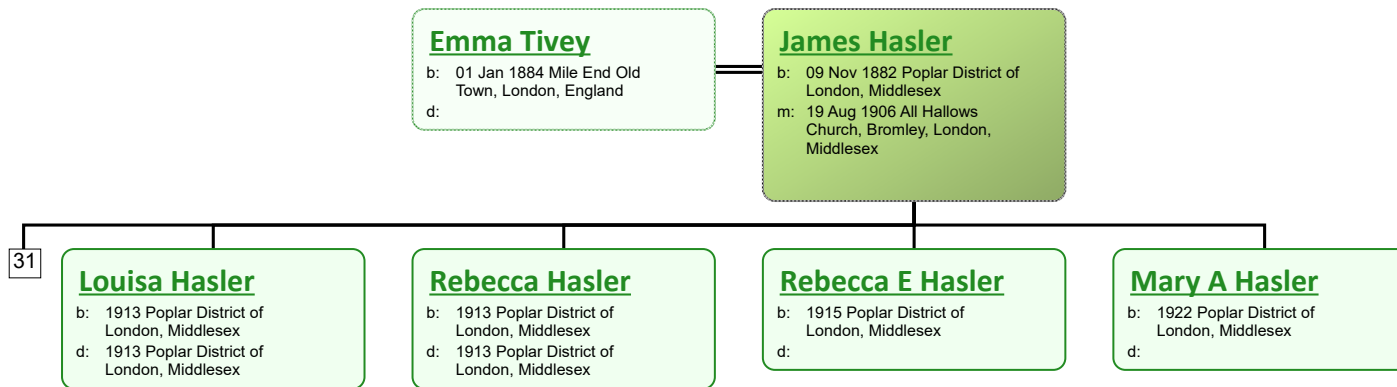 Emma Tivey
b: 01 Jan 1884 Mile End Old
Town, London, England
d:
James Hasler
b: 09 Nov 1882 Poplar District of
London, Middlesex
m: 19 Aug 1906 All Hallows
Church, Bromley, London,
Middlesex
31
Louisa Hasler
b: 1913 Poplar District of
London, Middlesex
d: 1913 Poplar District of
London, Middlesex
Rebecca Hasler
b: 1913 Poplar District of
London, Middlesex
d: 1913 Poplar District of
London, Middlesex
Rebecca E Hasler
b: 1915 Poplar District of
London, Middlesex
d:
Mary A Hasler
b: 1922 Poplar District of
London, Middlesex
d: